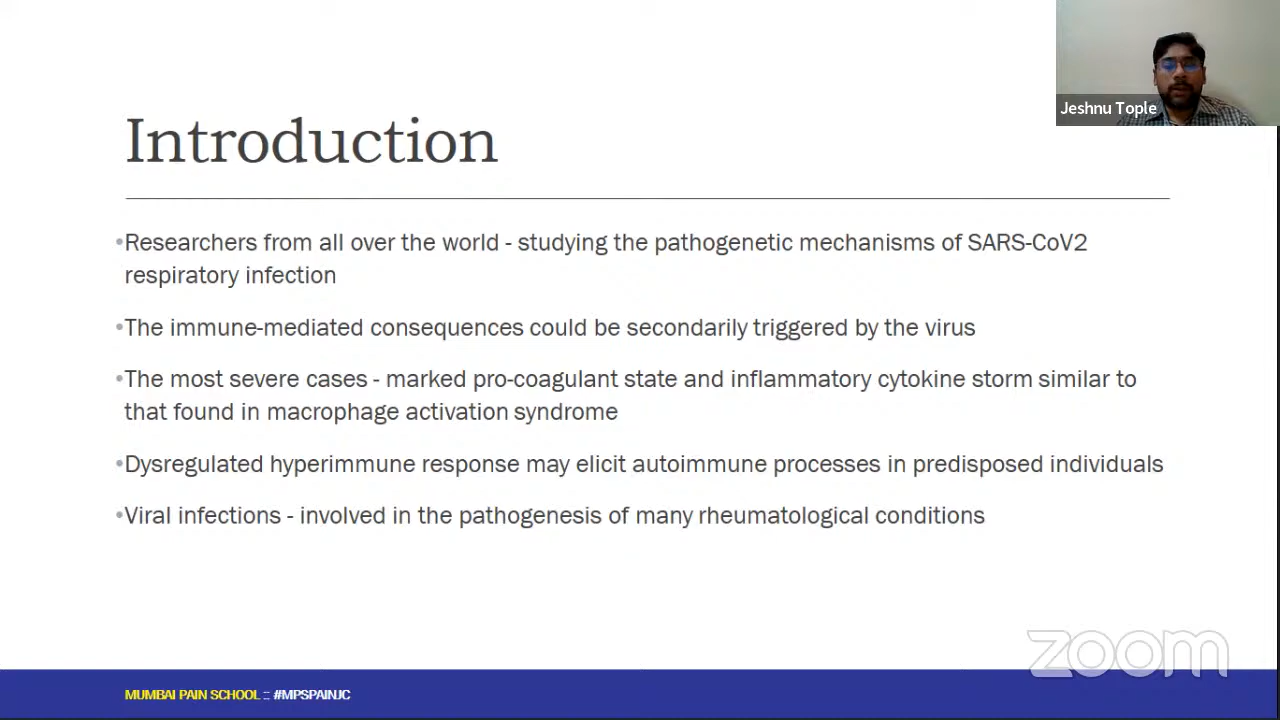 Jeshnu Tople
Introduction
•Researchers from all over the world - studying the pathogenetic mechanisms of SARS-CoV2
respiratory infection
•The immune-mediated consequences could be secondarily triggered by the virus
•The most severe cases - marked pro-coagulant state and inflammatory cytokine storm similar to
that found in macrophage activation syndrome
•Dysregulated hyperimmune response may elicit autoimmune processes in predisposed individuals
•Viral infections - involved in the pathogenesis of many rheumatological conditions
zoom
MUMBAI PAIN SCHOOL :: #MPSPAINJC